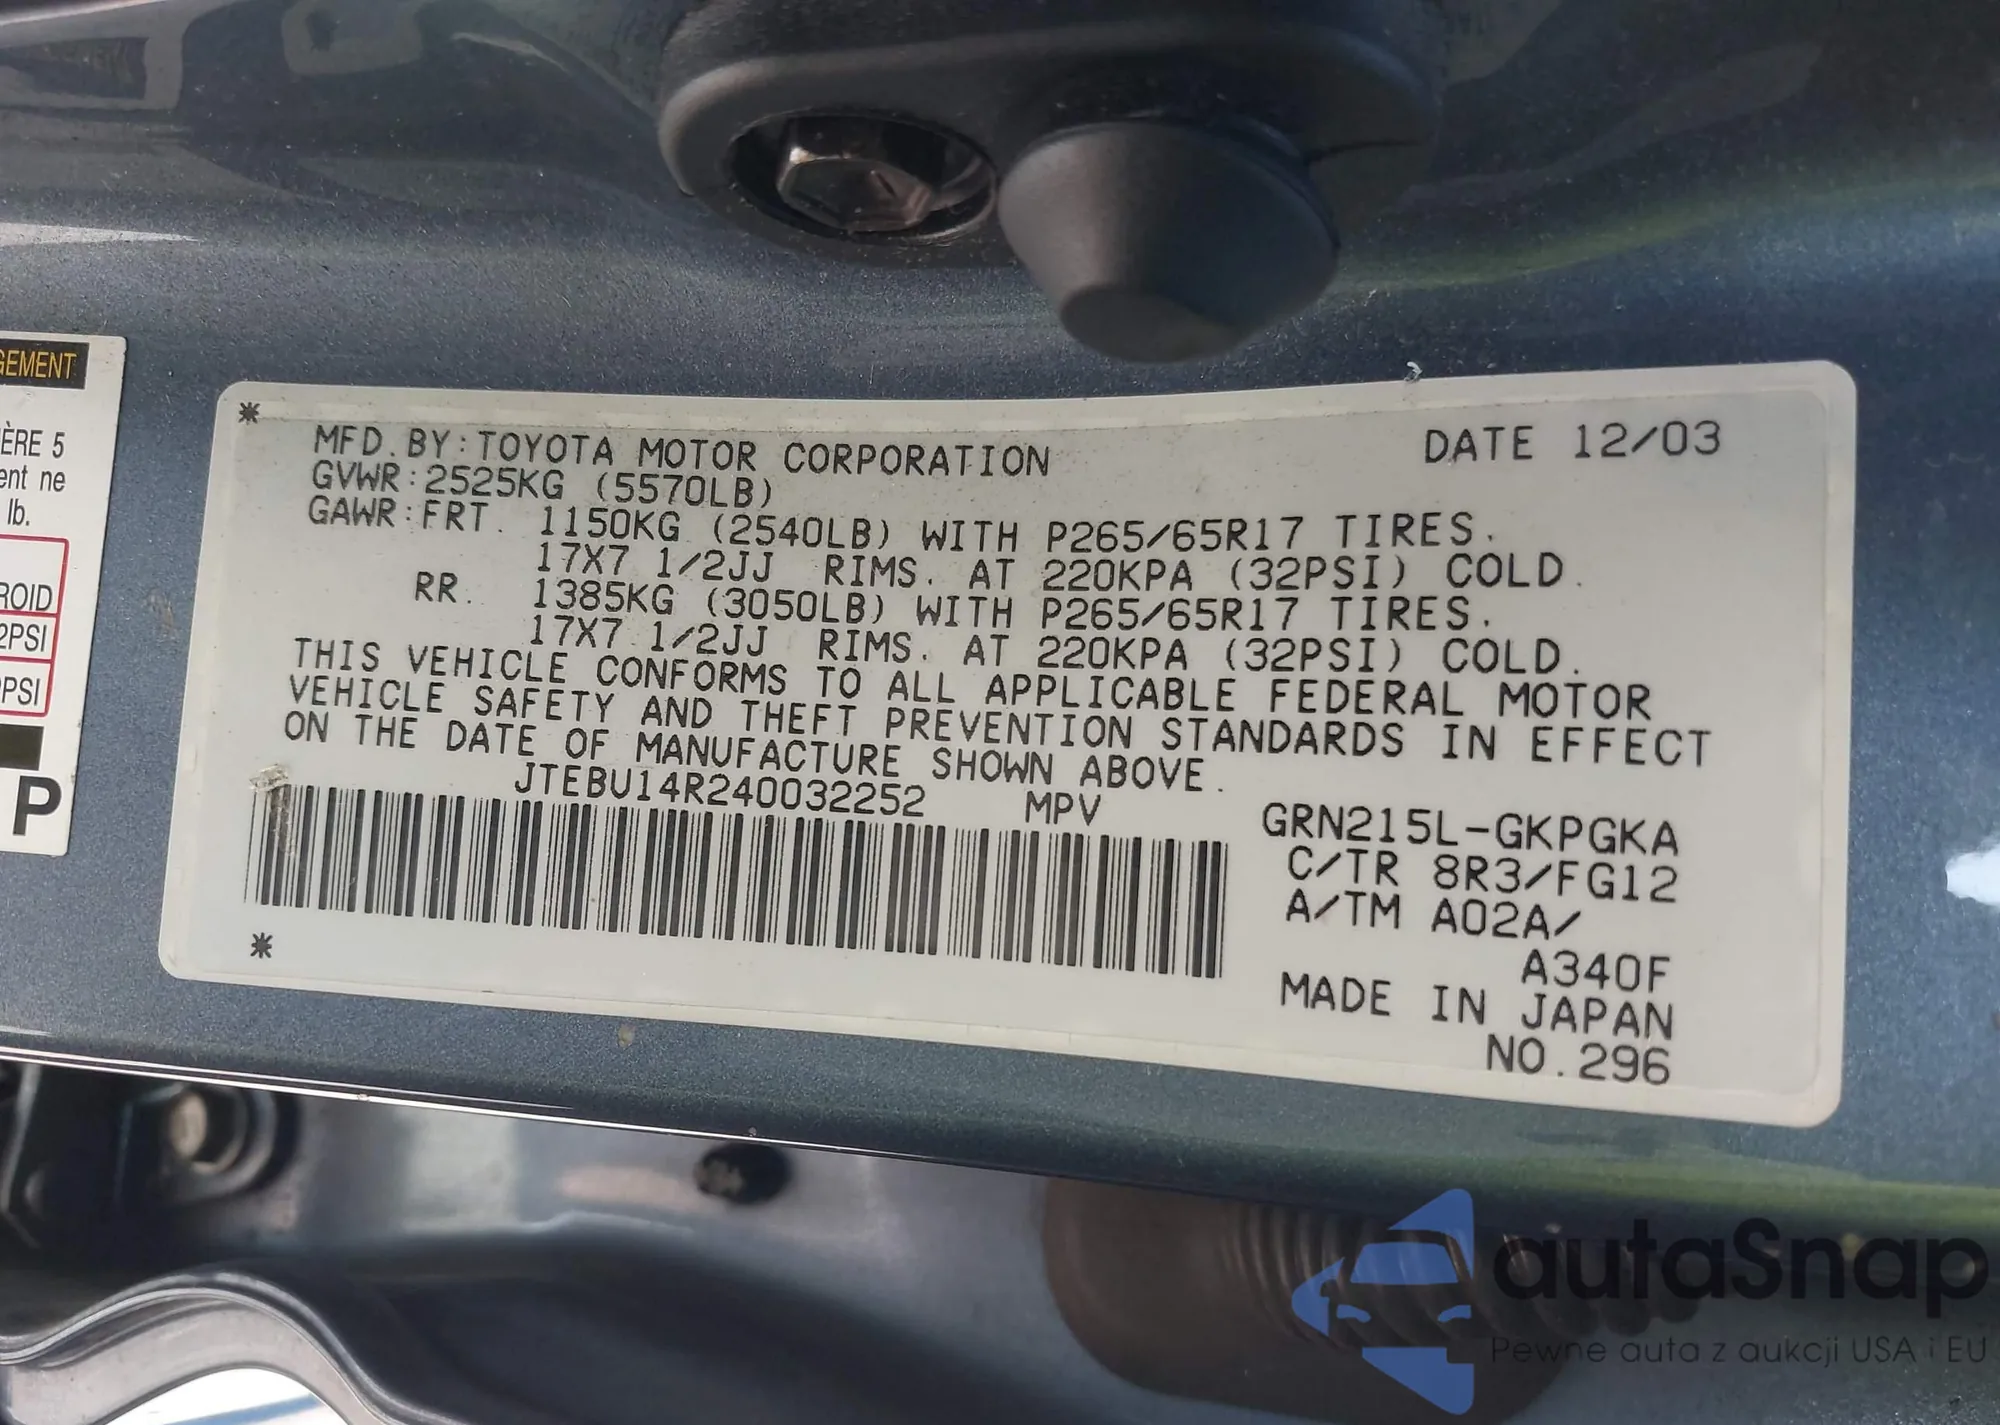 GEMENT
ÈRE 5
ent ne
lb.
ROID
2PSI
PSI
P
MFD.BY:TOYOTA MOTOR CORPORATION DATE 12/03
GVWR:2525KG (5570LB)
GAWR:FRT. 1150KG (2540LB) WITH P265/65R17 TIRES.
17X7 1/2JJ RIMS. AT 220KPA (32PSI) COLD.
RR. 1385KG (3050LB) WITH P265/65R17 TIRES.
17X7 1/2JJ RIMS. AT 220KPA (32PSI) COLD.
THIS VEHICLE CONFORMS TO ALL APPLICABLE FEDERAL MOTOR
VEHICLE SAFETY AND THEFT PREVENTION STANDARDS IN EFFECT
ON THE DATE OF MANUFACTURE SHOWN ABOVE.
JTEBU14R240032252 MPV
GRN215L-GKPGKA
C/TR 8R3/FG12
A/TM A02A/
A340F
MADE IN JAPAN
NO.296
autaSnap
Pewne auta z aukcji USA i EU